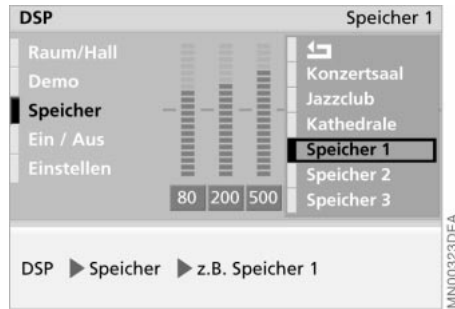 DSP Speicher 1
Raum/Hall
Demo
Speicher
Ein / Aus
Einstellen
80 200 500
Konzertsaal
Jazzclub
Kathedrale
Speicher 1
Speicher 2
Speicher 3
DSP Speicher z.B. Speicher 1
MN00323DEA